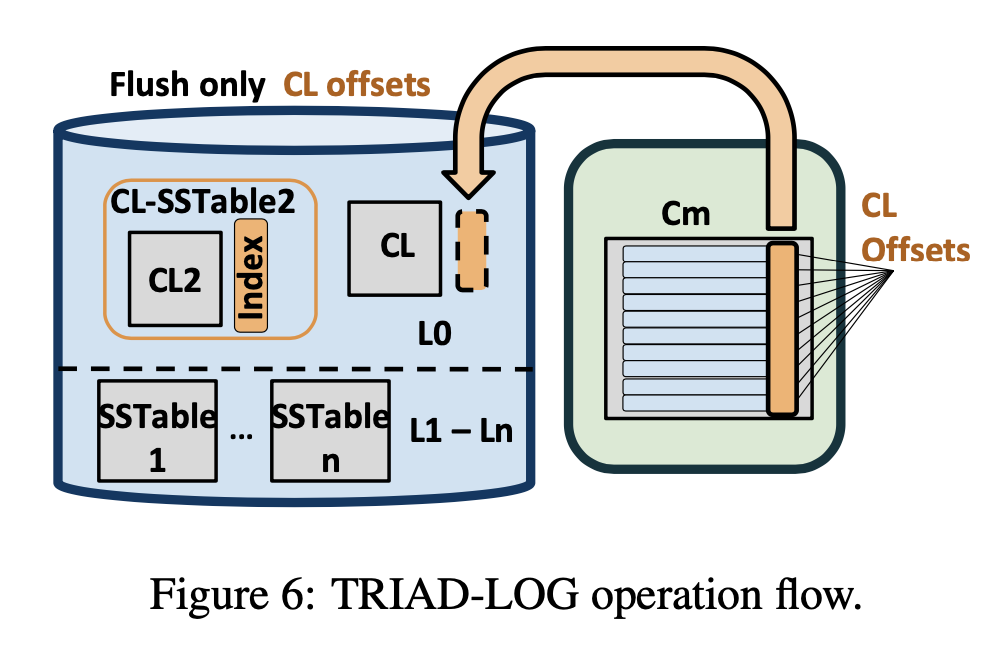 Flush only CL offsets
CL-SSTable2
CL2
Index
CL
L0
SSTable
1
...
SSTable
n
L1 – Ln
Cm
CL
Offsets
Figure 6: TRIAD-LOG operation flow.